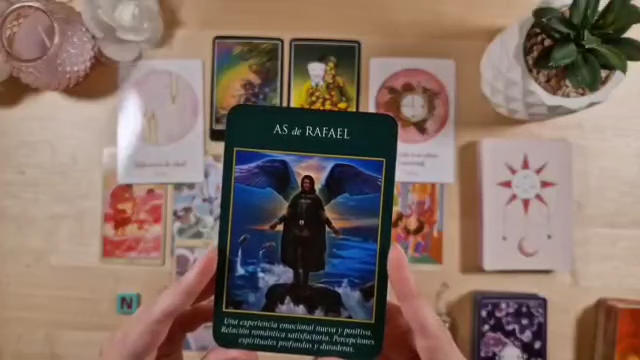 AS de RAFAEL
Una experiencia emocional nueva y positiva.
Relación romántica satisfactoria. Percepciones
espirituales profundas y duraderas.
N